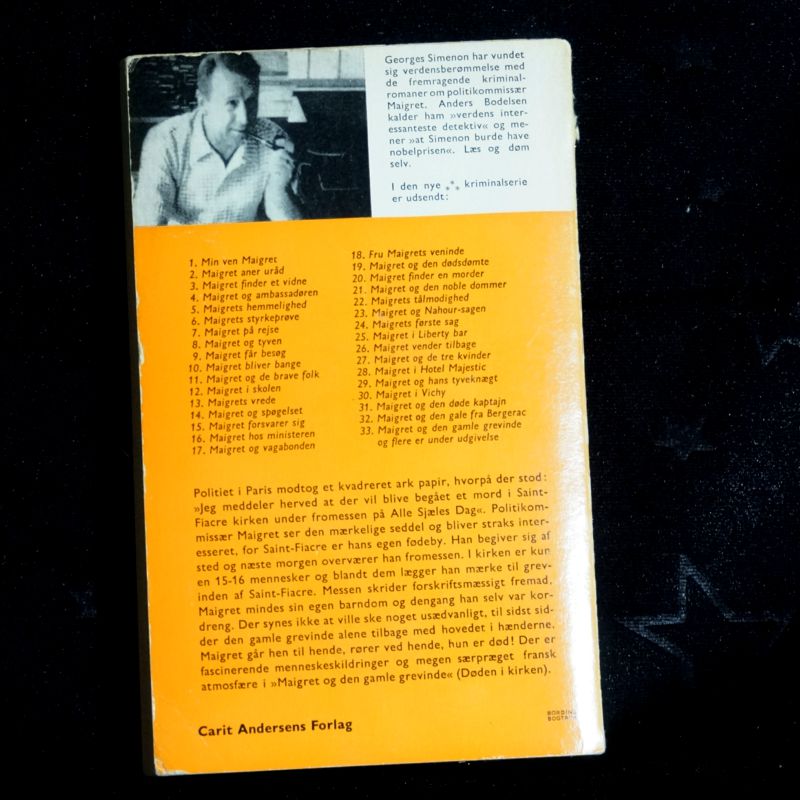 Georges Simenon har vundet
sig verdensberømmelse med
de fremragende kriminal-
romaner om politikommissær
Maigret. Anders Bodelsen
kalder ham »verdens inter-
essanteste detektiv« og me-
ner »at Simenon burde have
nobelprisen«. Læs og døm
selv.
I den nye *** kriminalserie
er udsendt:
1. Min ven Maigret
2. Maigret aner uråd
3. Maigret finder et vidne
4. Maigret og ambassadøren
5. Maigrets hemmelighed
6. Maigrets styrkeprøve
7. Maigret på rejse
8. Maigret og tyven
9. Maigret får besøg
10. Maigret bliver bange
11. Maigret og de brave folk
12. Maigret i skolen
13. Maigrets vrede
14. Maigret og spøgelset
15. Maigret forsvarer sig
16. Maigret hos ministeren
17. Maigret og vagabonden
18. Fru Maigrets veninde
19. Maigret og den dødsdømte
20. Maigret finder en morder
21. Maigret og den noble dommer
22. Maigrets tålmodighed
23. Maigret og Nahour-sagen
24. Maigrets første sag
25. Maigret i Liberty bar
26. Maigret vender tilbage
27. Maigret og de tre kvinder
28. Maigret i Hotel Majestic
29. Maigret og hans tyveknægt
30. Maigret i Vichy
31. Maigret og den døde kaptajn
32. Maigret og den gale fra Bergerac
33. Maigret og den gamle grevinde
og flere er under udgivelse
Politiet i Paris modtog et kvadreret ark papir, hvorpå der stod:
»Jeg meddeler herved at der vil blive begået et mord i Saint-
Fiacre kirken under fromessen på Alle Sjæles Dag«. Politikom-
missær Maigret ser den mærkelige seddel og bliver straks inter-
esseret, for Saint-Fiacre er hans egen fødeby. Han begiver sig af
sted og næste morgen overværer han fromessen. I kirken er kun
en 15-16 mennesker og blandt dem lægger han mærke til grev-
inden af Saint-Fiacre. Messen skrider forskriftsmæssigt fremad,
Maigret mindes sin egen barndom og dengang han selv var kor-
dreng. Der synes ikke at ville ske noget usædvanligt, til sidst sid-
der den gamle grevinde alene tilbage med hovedet i hænderne,
Maigret går hen til hende, rører ved hende, hun er død! Der er
fascinerende menneskeskildringer og megen særpræget fransk
atmosfære i »Maigret og den gamle grevinde« (Døden i kirken).
Carit Andersens Forlag